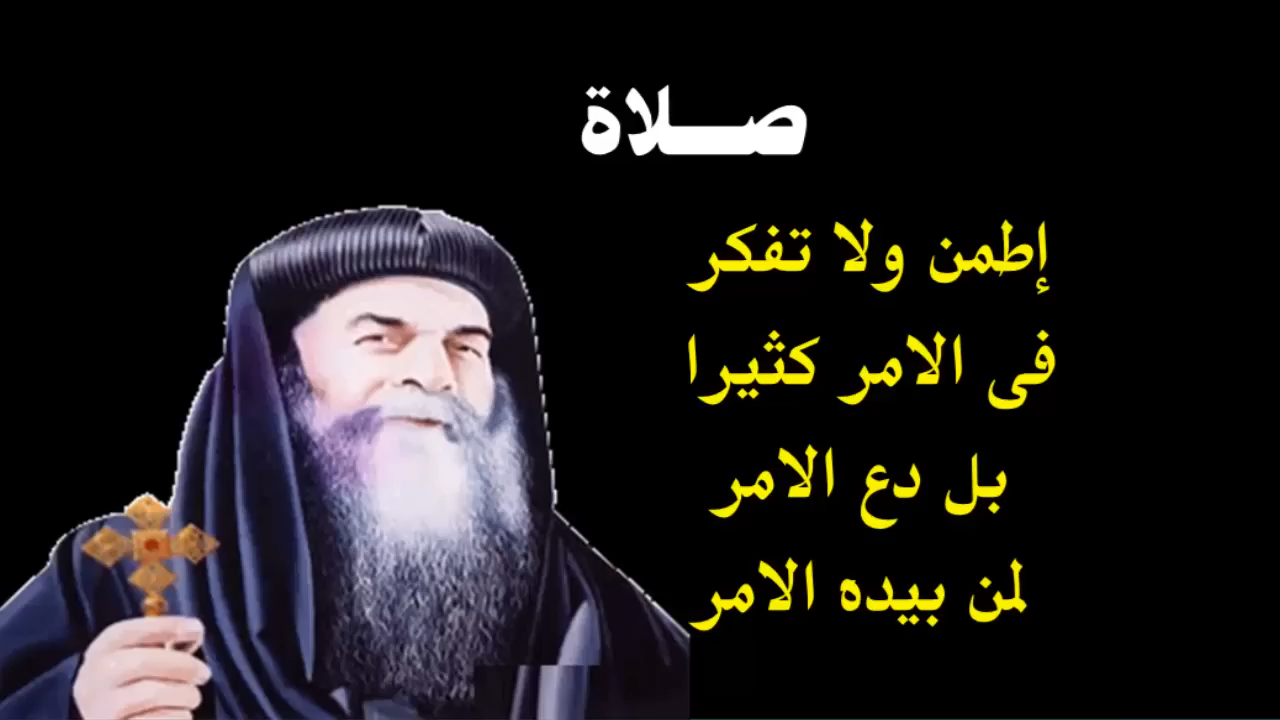 صـــلاة
إطمن ولا تفكر
فى الامر كثيرا
بل دع الامر
لمن بيده الامر